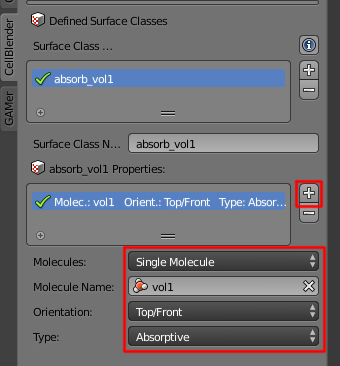 CellBlender
GAMer
Defined Surface Classes
Surface Class ...
absorb_vol1
Surface Class N... absorb_vol1
absorb_vol1 Properties:
Molec.: vol1 Orient.: Top/Front Type: Absor...
Molecules: Single Molecule
Molecule Name: vol1
Orientation: Top/Front
Type: Absorptive